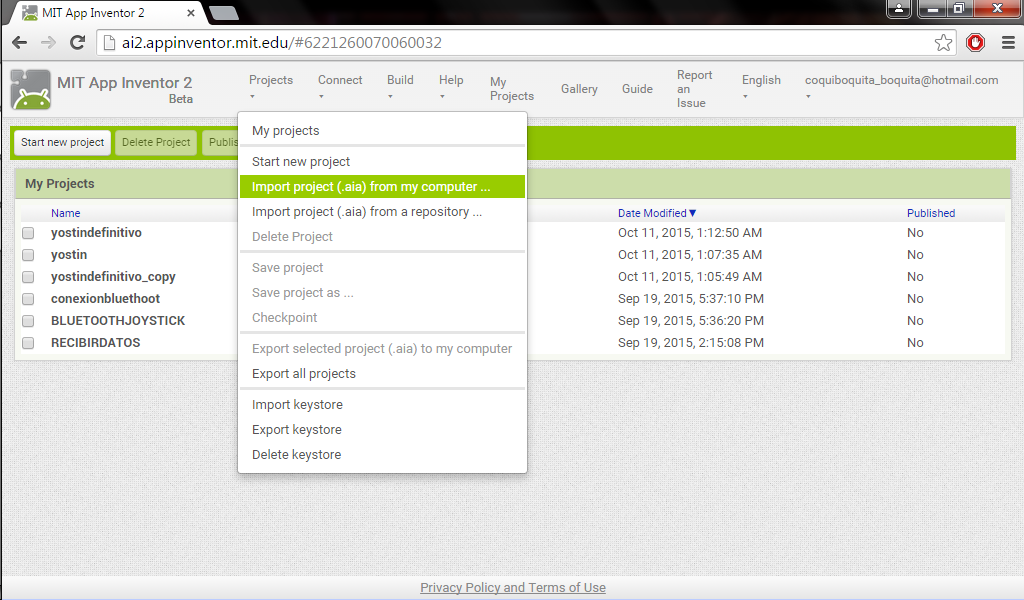 MIT App Inventor 2
ai2.appinventor.mit.edu/#6221260070060032
MIT App Inventor 2
Beta
Projects
Connect
Build
Help
My
Projects
Gallery
Guide
Report
an
Issue
English
coquiboquita_boquita@hotmail.com
Start new project
Delete Project
Publis
My projects
Start new project
Import project (.aia) from my computer ...
Import project (.aia) from a repository ...
Delete Project
Save project
Save project as ...
Checkpoint
Export selected project (.aia) to my computer
Export all projects
Import keystore
Export keystore
Delete keystore
My Projects
Name Date Modified Published
yostindefinitivo Oct 11, 2015, 1:12:50 AM No
yostin Oct 11, 2015, 1:07:35 AM No
yostindefinitivo_copy Oct 11, 2015, 1:05:49 AM No
conexionbluethoot Sep 19, 2015, 5:37:10 PM No
BLUETOOTHJOYSTICK Sep 19, 2015, 5:36:20 PM No
RECIBIRDATOS Sep 19, 2015, 2:15:08 PM No
Privacy Policy and Terms of Use